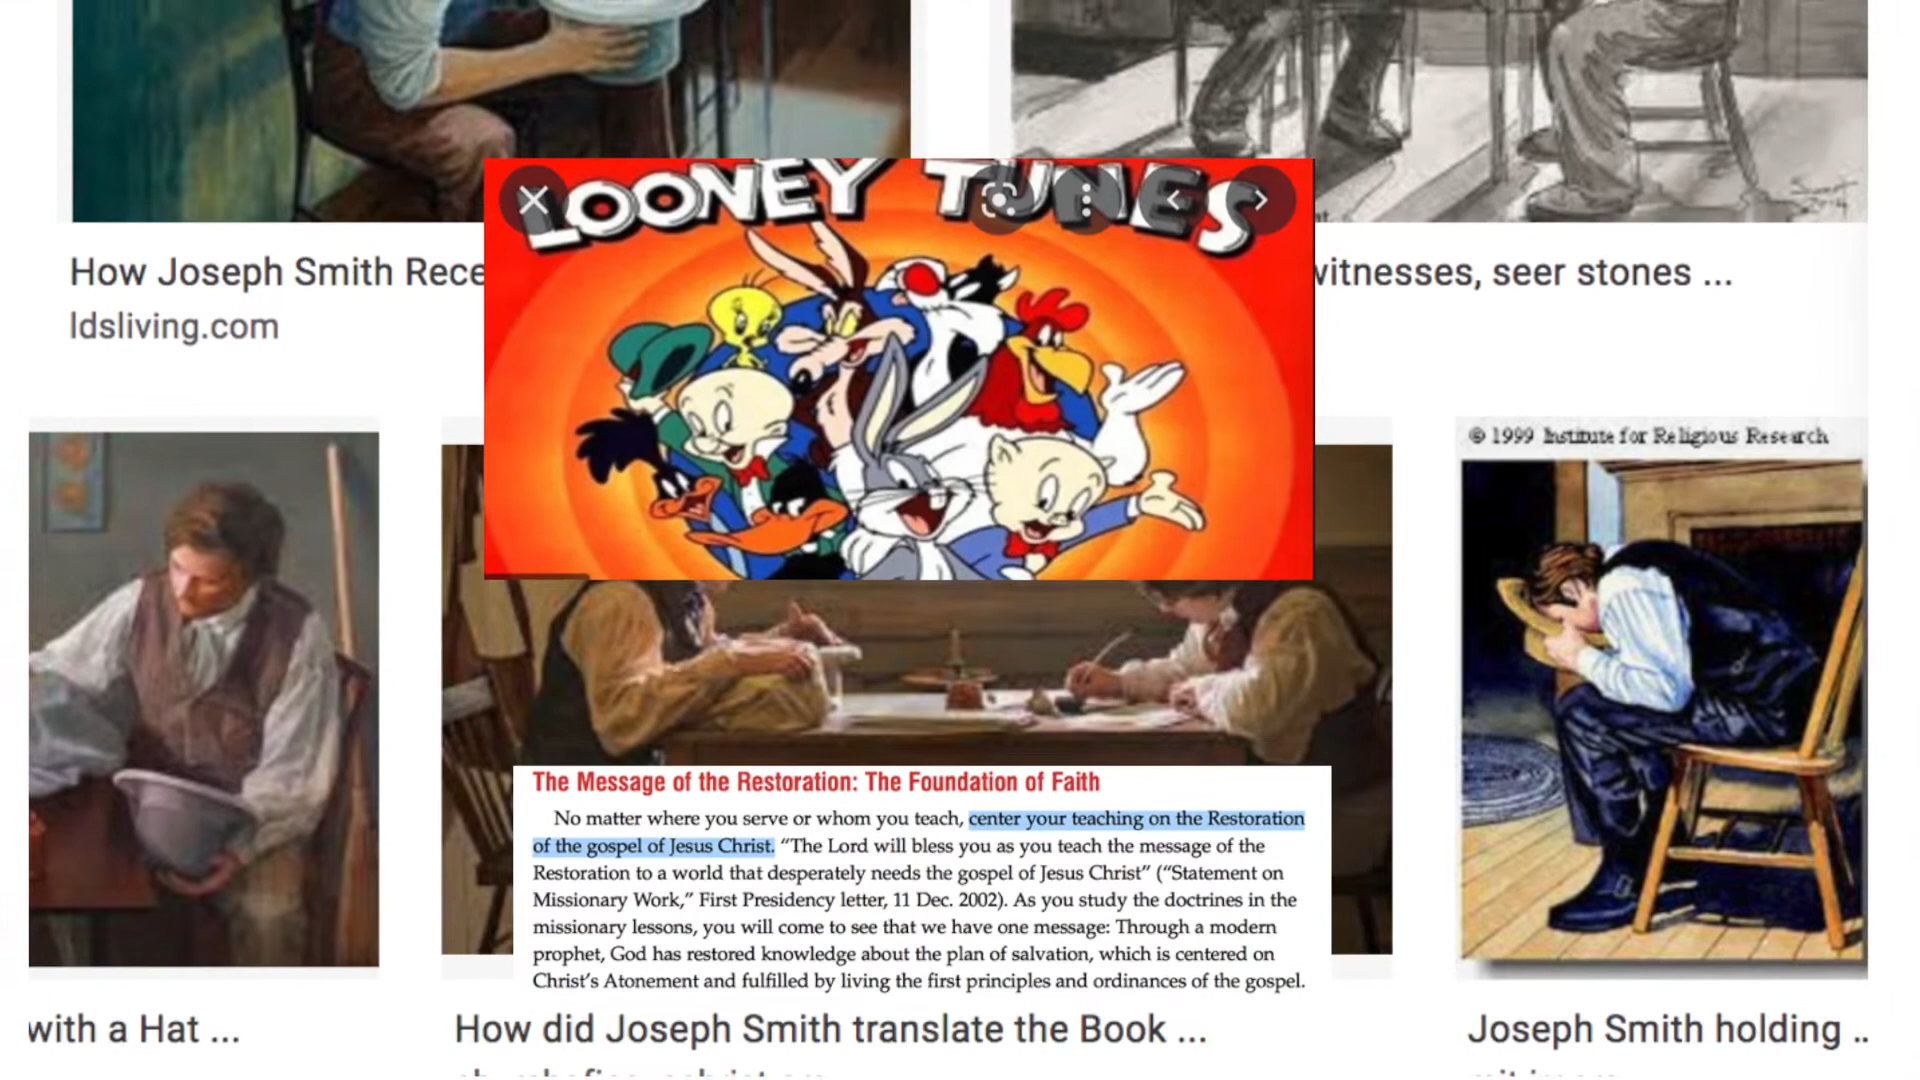 LOONEY TUNES
How Joseph Smith Rece
witnesses, seer stones ...
ldsliving.com
© 1999 Institute for Religious Research
The Message of the Restoration: The Foundation of Faith
No matter where you serve or whom you teach, center your teaching on the Restoration
of the gospel of Jesus Christ. “The Lord will bless you as you teach the message of the
Restoration to a world that desperately needs the gospel of Jesus Christ” (“Statement on
Missionary Work,” First Presidency letter, 11 Dec. 2002). As you study the doctrines in the
missionary lessons, you will come to see that we have one message: Through a modern
prophet, God has restored knowledge about the plan of salvation, which is centered on
Christ’s Atonement and fulfilled by living the first principles and ordinances of the gospel.
with a Hat ...
How did Joseph Smith translate the Book ...
Joseph Smith holding ..